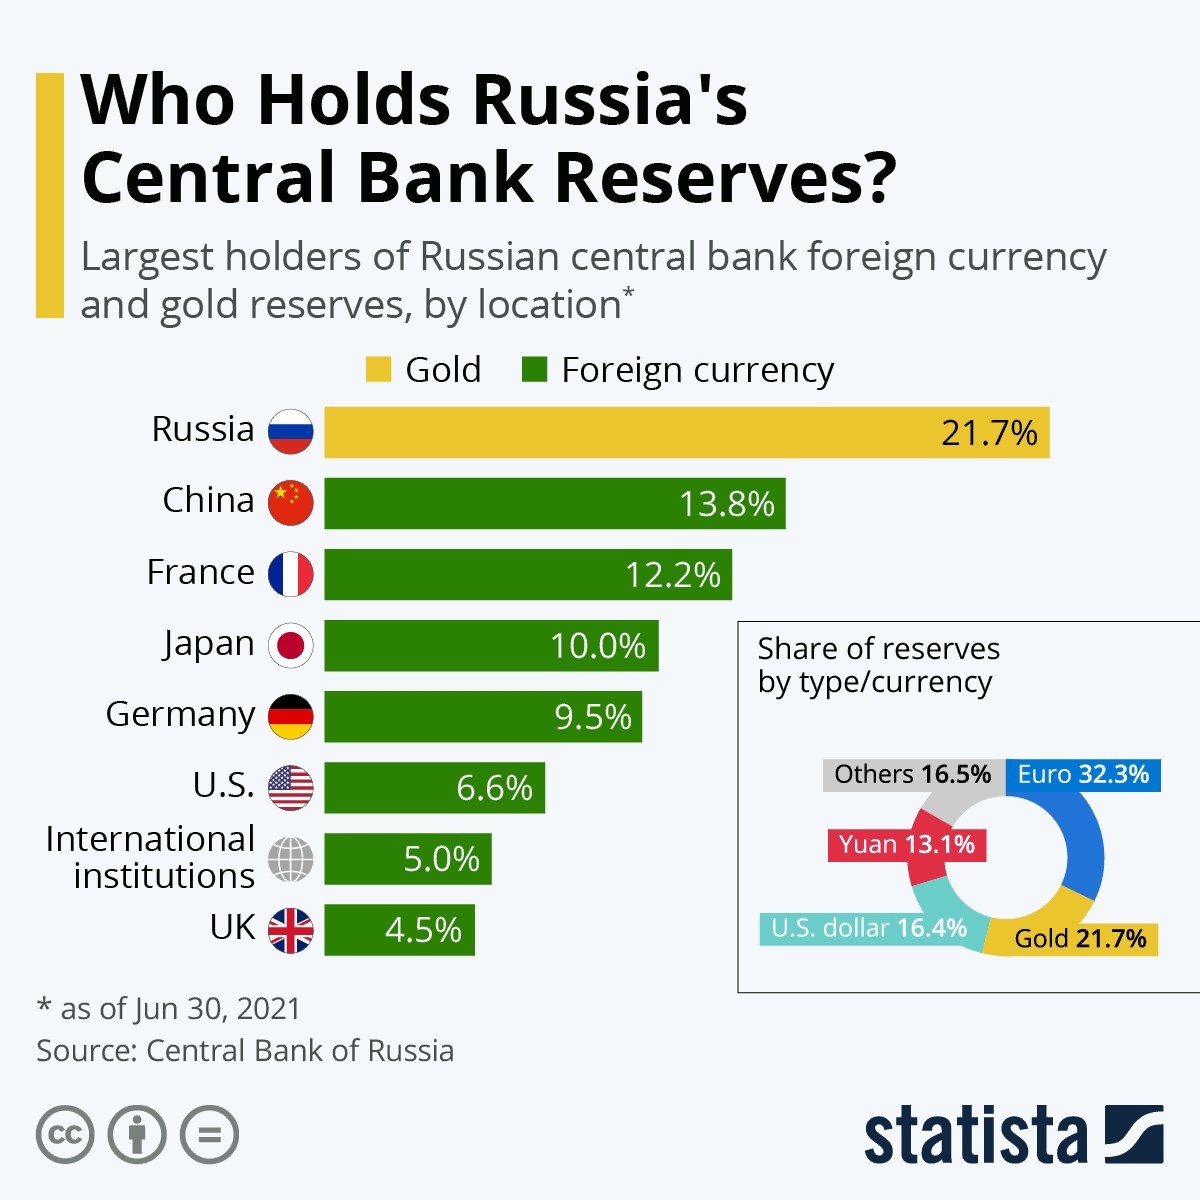 Who Holds Russia's
Central Bank Reserves?
Largest holders of Russian central bank foreign currency
and gold reserves, by location*
Gold Foreign currency
Russia 21.7%
China 13.8%
France 12.2%
Japan 10.0%
Germany 9.5%
U.S. 6.6%
International
institutions 5.0%
UK 4.5%
Share of reserves
by type/currency
Others 16.5% Euro 32.3%
Yuan 13.1%
U.S. dollar 16.4% Gold 21.7%
* as of Jun 30, 2021
Source: Central Bank of Russia
cc =
statista